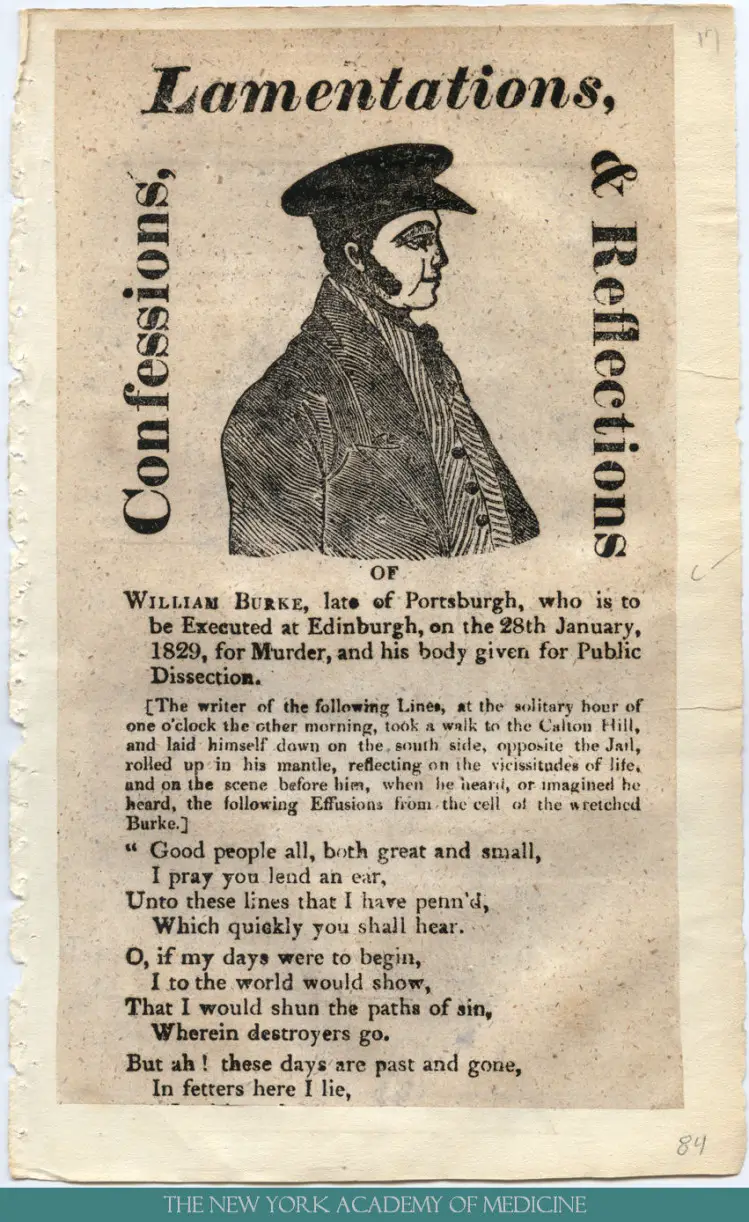 17
Lamentations,
Confessions,
& Reflections
OF
WILLIAM BURKE, late of Portsburgh, who is to
be Executed at Edinburgh, on the 28th January,
1829, for Murder, and his body given for Public
Dissection.
[The writer of the following Lines, at the solitary hour of
one o'clock the other morning, took a walk to the Calton Hill,
and laid himself down on the south side, opposite the Jail,
rolled up in his mantle, reflecting on the vicissitudes of life,
and on the scene before him, when he heard, or imagined he
heard, the following Effusions from the cell of the wretched
Burke.]
“ Good people all, both great and small,
I pray you lend an ear,
Unto these lines that I have penn'd,
Which quickly you shall hear.
O, if my days were to begin,
I to the world would show,
That I would shun the paths of sin,
Wherein destroyers go.
But ah ! these days are past and gone,
In fetters here I lie,
84
THE NEW YORK ACADEMY OF MEDICINE